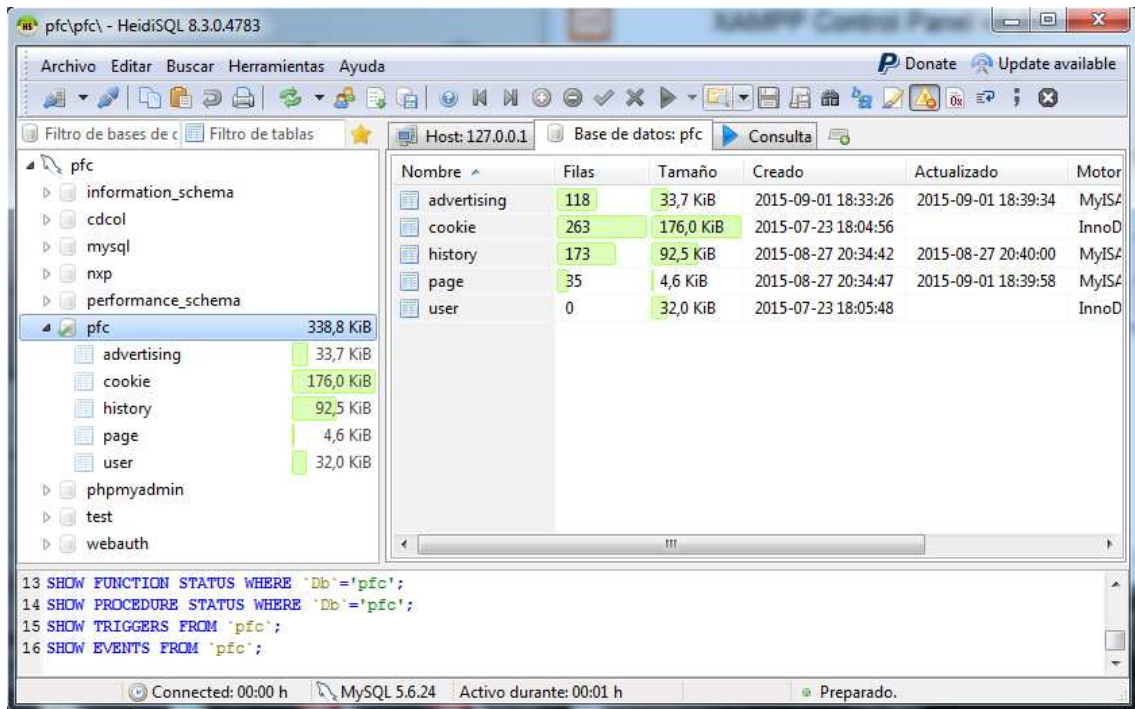 pfc\pfc\ - HeidiSQL 8.3.0.4783
XAMPP Control Panel
Archivo Editar Buscar Herramientas Ayuda
Donate Update available
Filtro de bases de c Filtro de tablas
Host: 127.0.0.1 Base de datos: pfc Consulta
pfc
information_schema
cdcol
mysql
nxp
performance_schema
pfc 338,8 KiB
advertising 33,7 KiB
cookie 176,0 KiB
history 92,5 KiB
page 4,6 KiB
user 32,0 KiB
phpmyadmin
test
webauth
Nombre Filas Tamaño Creado Actualizado Motor
advertising 118 33,7 KiB 2015-09-01 18:33:26 2015-09-01 18:39:34 MyISA
cookie 263 176,0 KiB 2015-07-23 18:04:56 InnoD
history 173 92,5 KiB 2015-08-27 20:34:42 2015-08-27 20:40:00 MyISA
page 35 4,6 KiB 2015-08-27 20:34:47 2015-09-01 18:39:58 MyISA
user 0 32,0 KiB 2015-07-23 18:05:48 InnoD
13 SHOW FUNCTION STATUS WHERE `Db`='pfc';
14 SHOW PROCEDURE STATUS WHERE `Db`='pfc';
15 SHOW TRIGGERS FROM `pfc`;
16 SHOW EVENTS FROM `pfc`;
Connected: 00:00 h MySQL 5.6.24 Activo durante: 00:01 h Preparado.